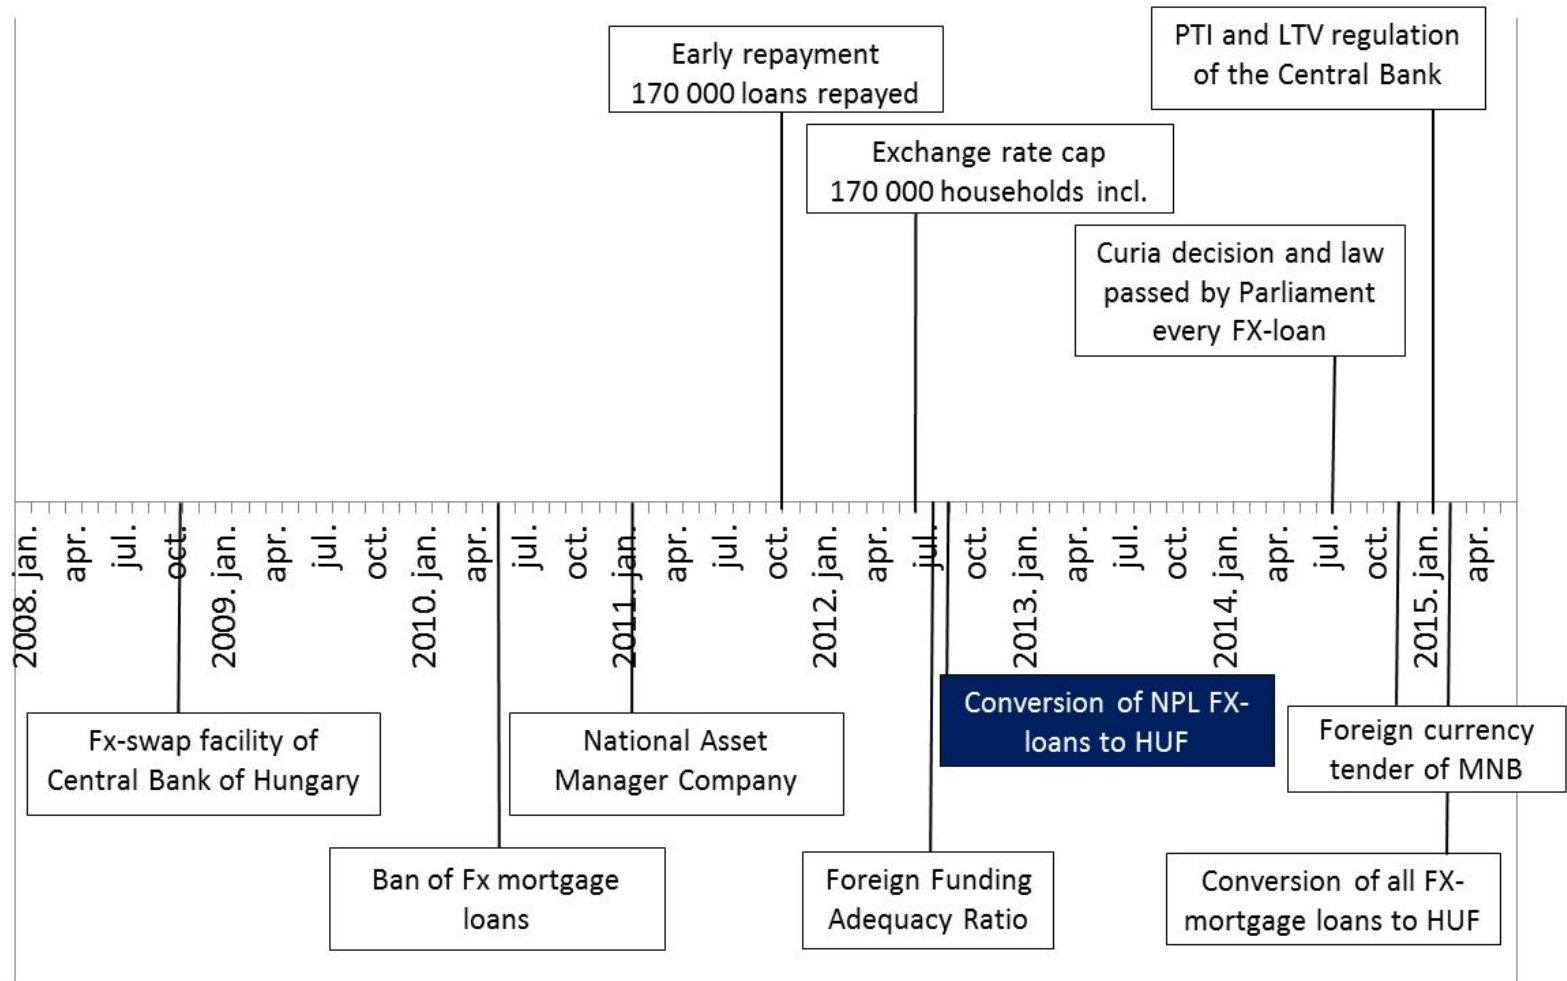 PTI and LTV regulation
of the Central Bank
Early repayment
170 000 loans repayed
Exchange rate cap
170 000 households incl.
Curia decision and law
passed by Parliament
every FX-loan
2008. jan.
apr.
jul.
oct.
2009. jan.
apr.
jul.
oct.
2010. jan.
apr.
jul.
oct.
2011. jan.
apr.
jul.
oct.
2012. jan.
apr.
jul.
oct.
2013. jan.
apr.
jul.
oct.
2014. jan.
apr.
jul.
oct.
2015. jan.
apr.
Fx-swap facility of
Central Bank of Hungary
National Asset
Manager Company
Conversion of NPL FX-
loans to HUF
Foreign currency
tender of MNB
Ban of Fx mortgage
loans
Foreign Funding
Adequacy Ratio
Conversion of all FX-
mortgage loans to HUF